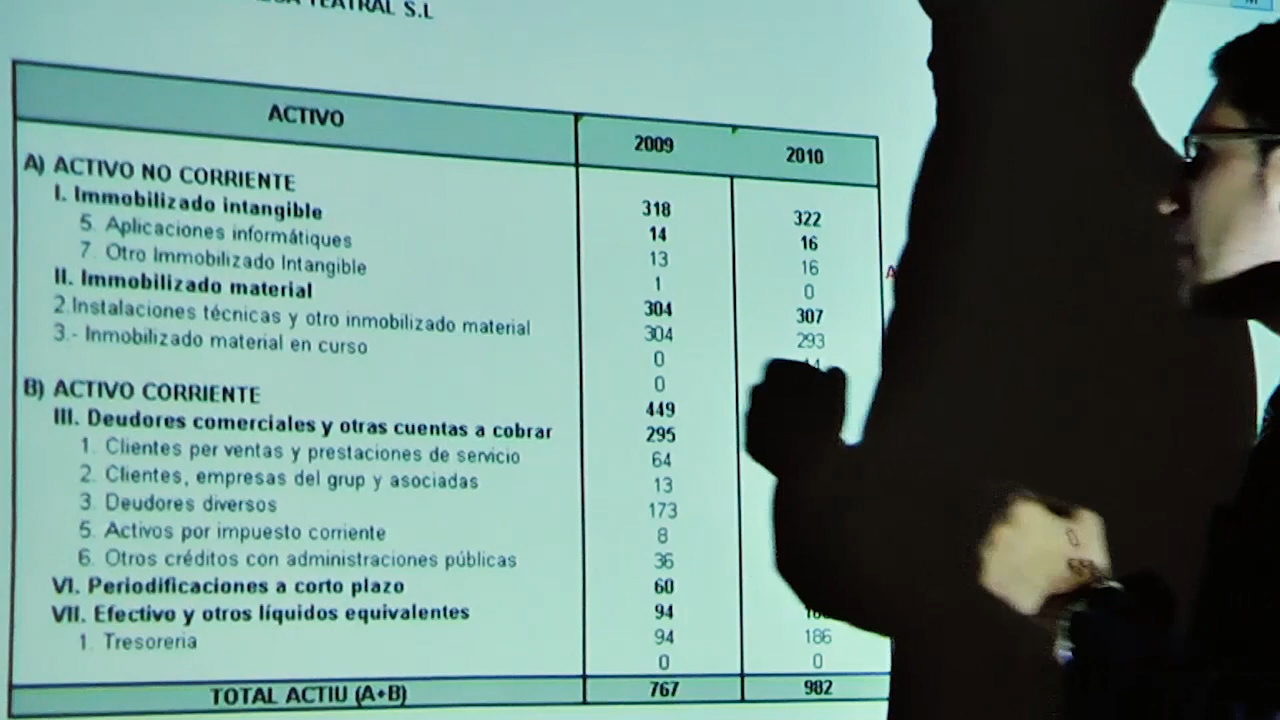 TEATRAL S.L
ACTIVO 2009 2010
A) ACTIVO NO CORRIENTE 318 322
I. Immobilizado intangible 14 16
5. Aplicaciones informátiques 13 16
7. Otro Immobilizado Intangible 1 0
II. Immobilizado material 304 307
2.Instalaciones técnicas y otro inmobilizado material 304 293
3.- Inmobilizado material en curso 0
0
B) ACTIVO CORRIENTE 449
III. Deudores comerciales y otras cuentas a cobrar 295
1. Clientes per ventas y prestaciones de servicio 64
2. Clientes, empresas del grup y asociadas 13
3. Deudores diversos 173
5. Activos por impuesto corriente 8
6. Otros créditos con administraciones públicas 36
VI. Periodificaciones a corto plazo 60
VII. Efectivo y otros líquidos equivalentes 94
1. Tresoreria 94 186
0 0
TOTAL ACTIU (A+B) 767 982